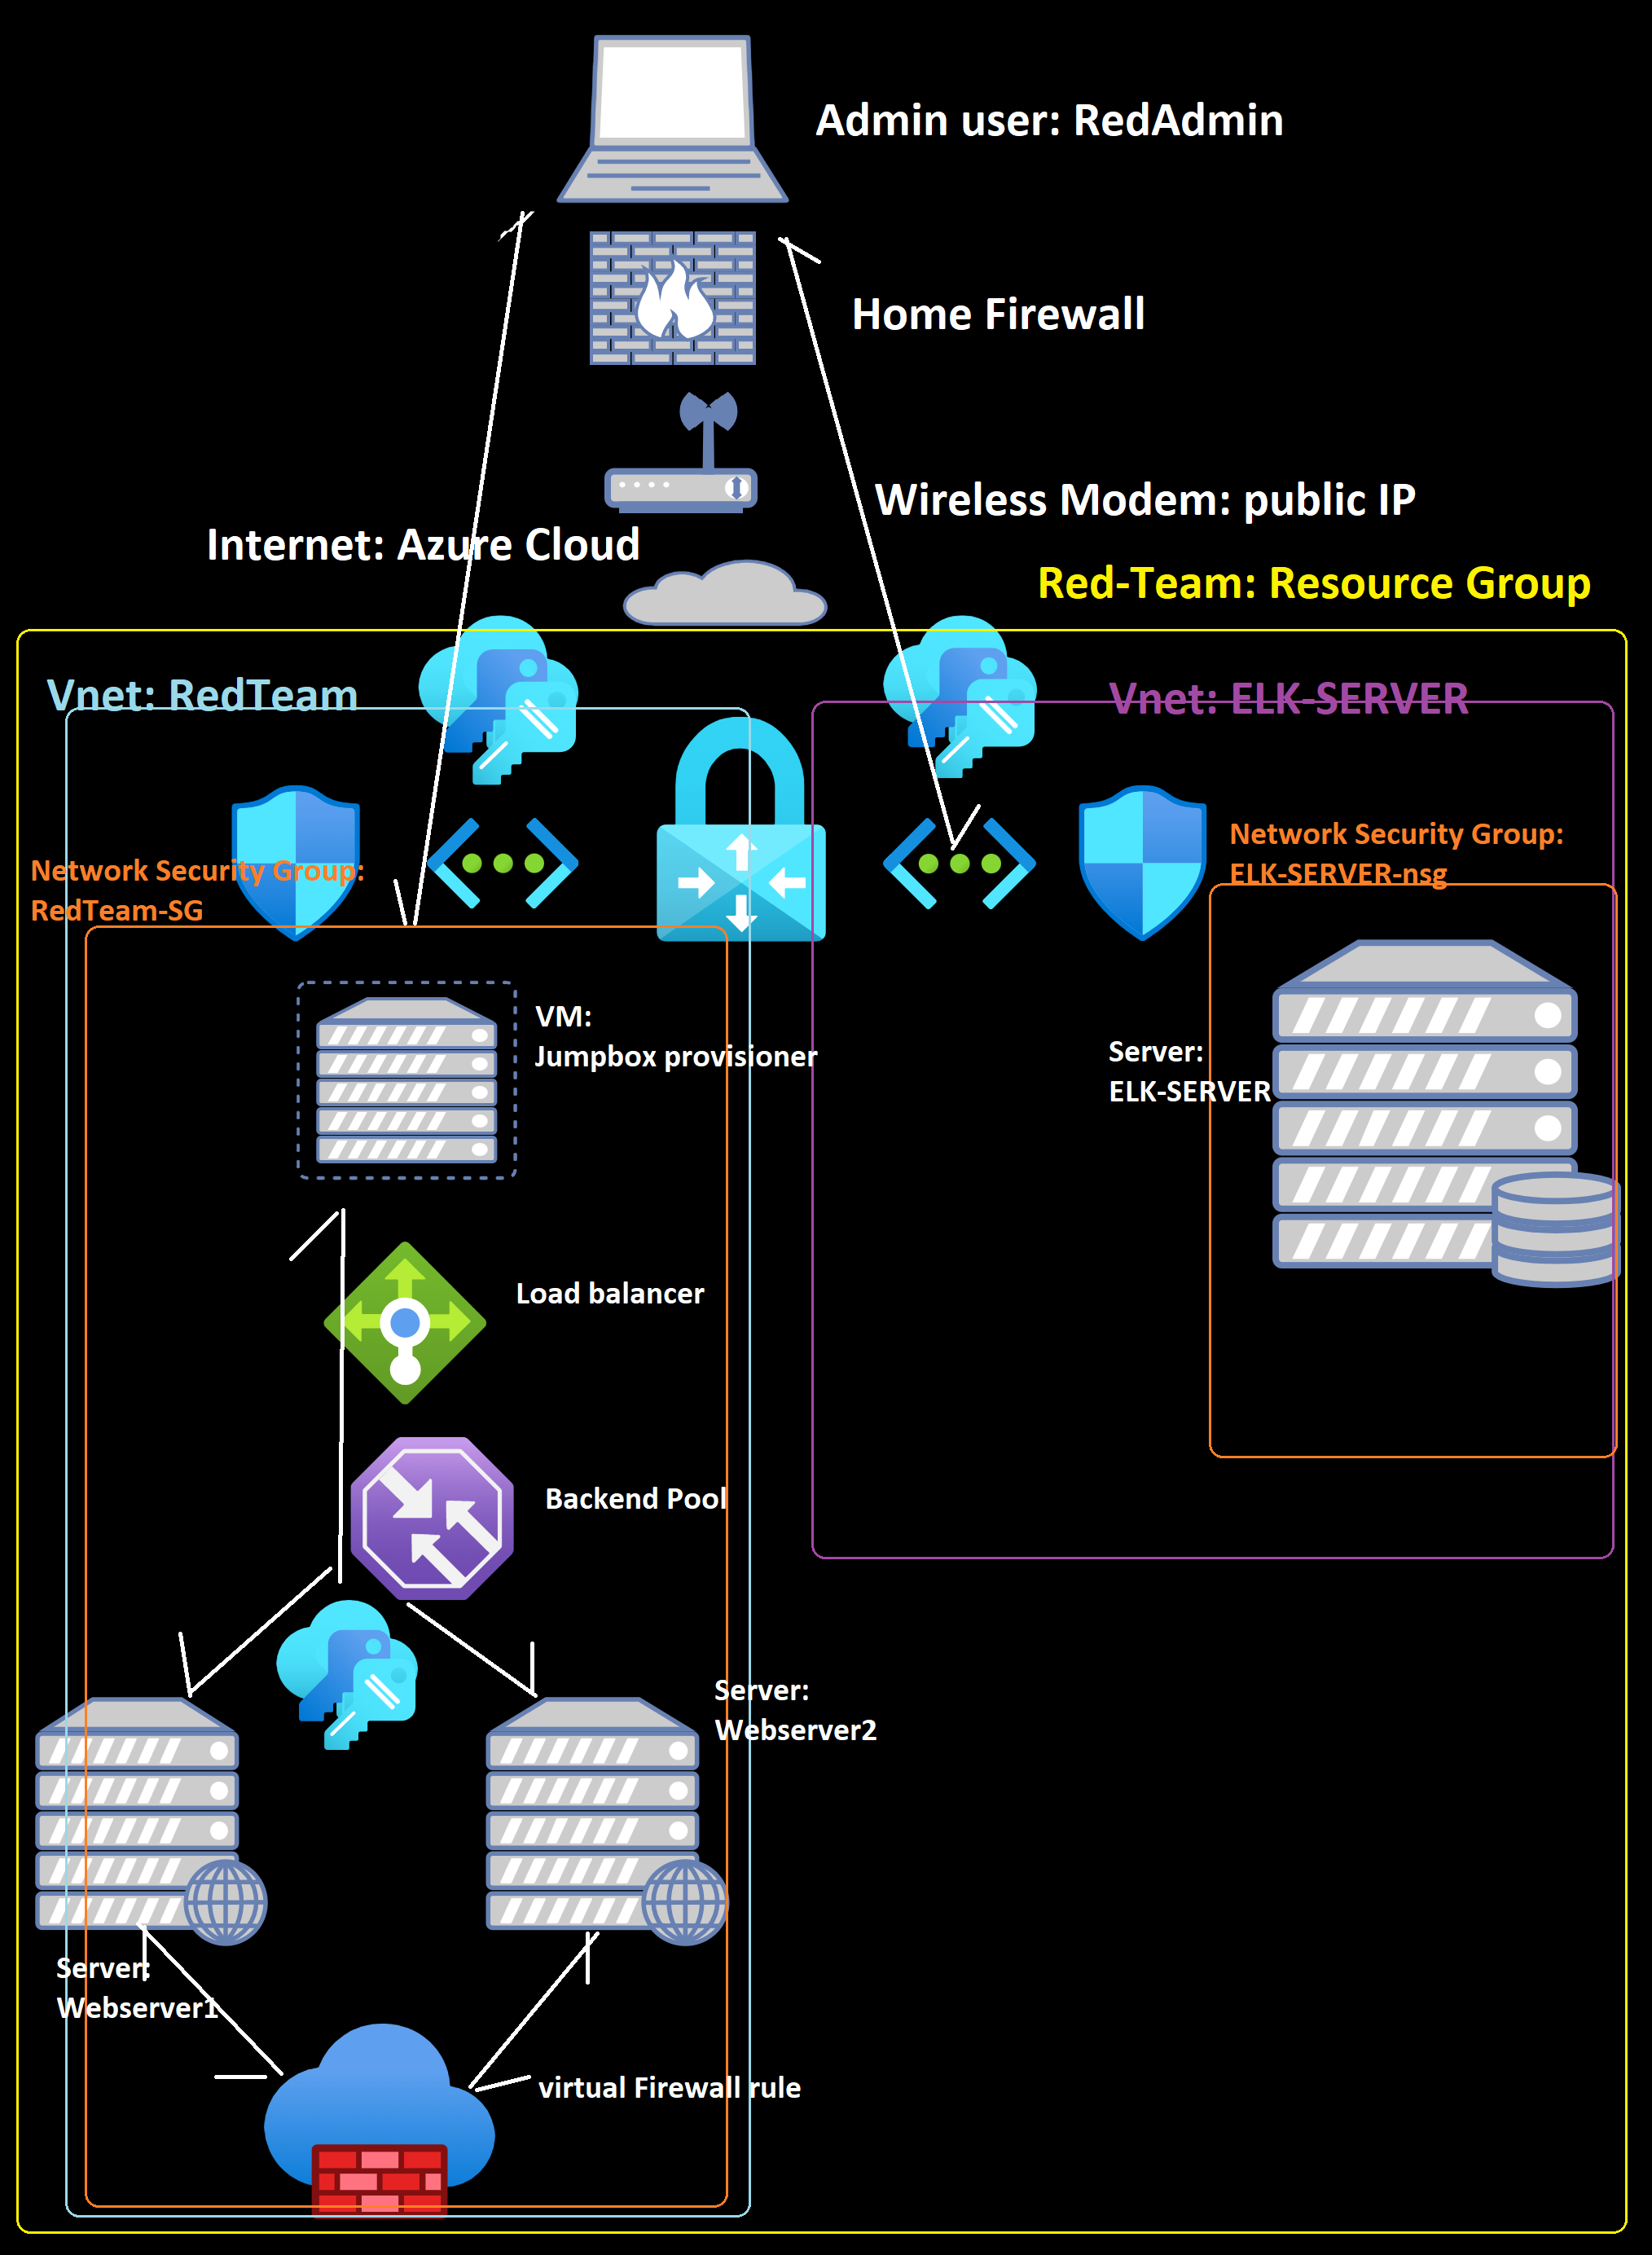 Admin user: RedAdmin
Home Firewall
Wireless Modem: public IP
Internet: Azure Cloud
Red-Team: Resource Group
Vnet: RedTeam
Vnet: ELK-SERVER
Network Security Group:
ELK-SERVER-nsg
Network Security Group:
RedTeam-SG
VM:
Jumpbox provisioner
Server:
ELK-SERVER
Load balancer
Backend Pool
Server:
Webserver2
Server:
Webserver1
virtual Firewall rule